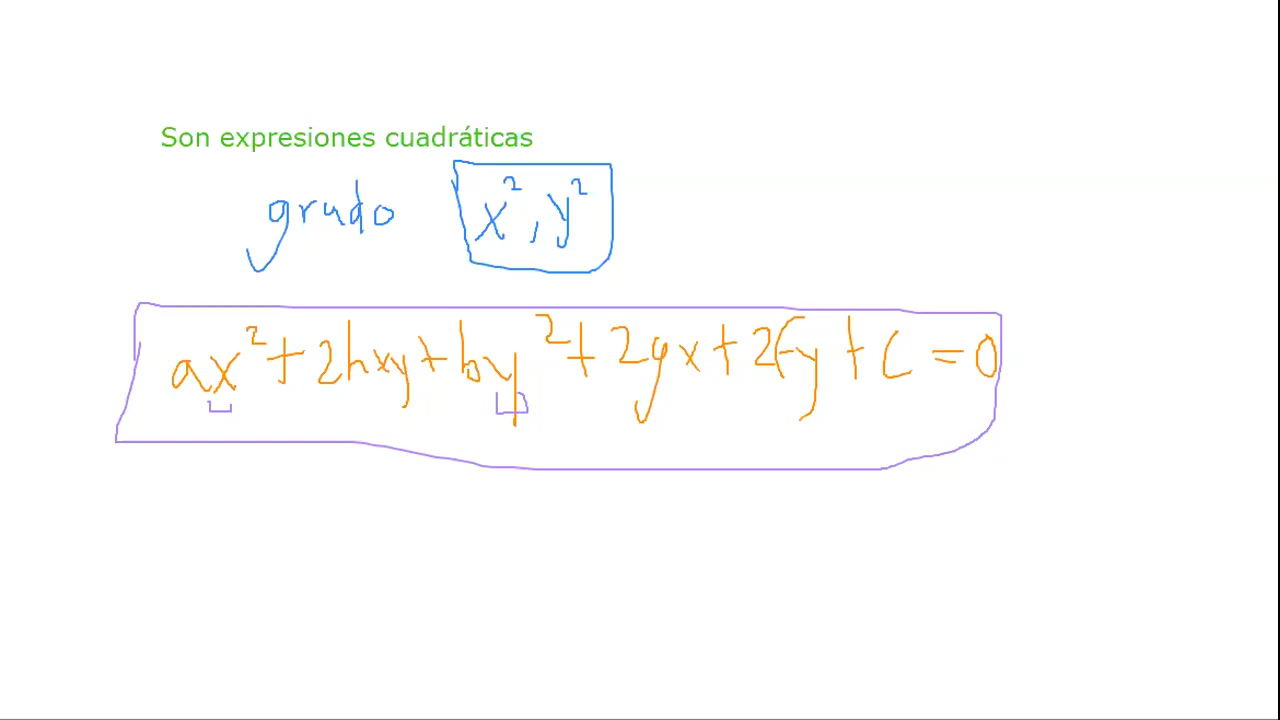 Son expresiones cuadráticas
grado x², y²
ax² + 2hxy + by² + 2gx + 2fy + c = 0